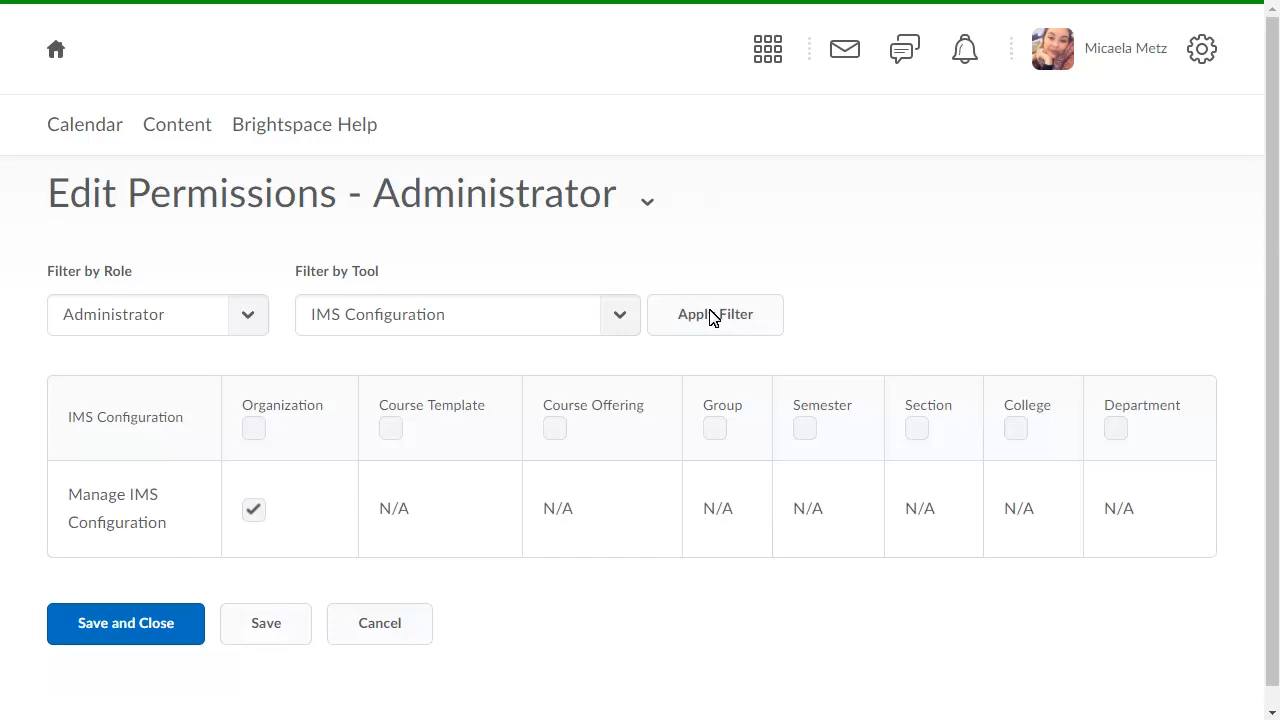 Micaela Metz
Calendar Content Brightspace Help
Edit Permissions - Administrator
Filter by Role Filter by Tool
Administrator IMS Configuration Apply Filter
IMS Configuration Organization Course Template Course Offering Group Semester Section College Department
Manage IMS
Configuration
N/A N/A N/A N/A N/A N/A N/A
Save and Close Save Cancel